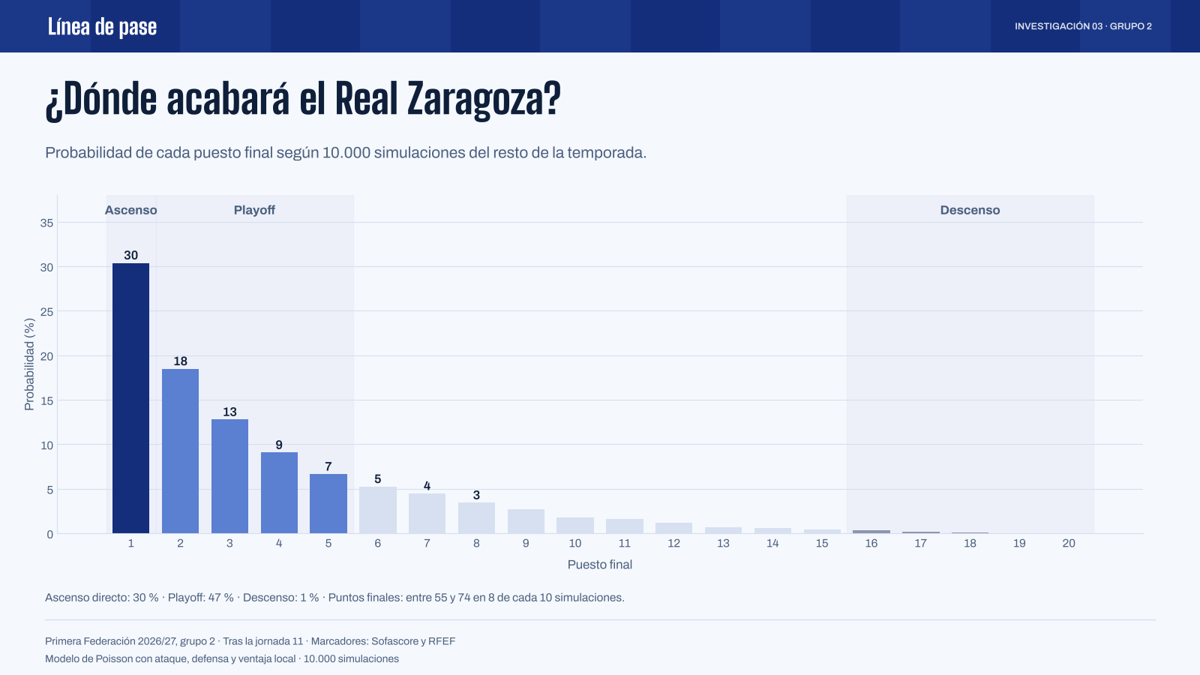 Línea de pase
INVESTIGACIÓN 03 · GRUPO 2
¿Dónde acabará el Real Zaragoza?
Probabilidad de cada puesto final según 10.000 simulaciones del resto de la temporada.
Ascenso
Playoff
Descenso
35
30
25
20
15
10
5
0
Probabilidad (%)
30
18
13
9
7
5
4
3
1 2 3 4 5 6 7 8 9 10 11 12 13 14 15 16 17 18 19 20
Puesto final
Ascenso directo: 30 % · Playoff: 47 % · Descenso: 1 % · Puntos finales: entre 55 y 74 en 8 de cada 10 simulaciones.
Primera Federación 2026/27, grupo 2 · Tras la jornada 11 · Marcadores: Sofascore y RFEF
Modelo de Poisson con ataque, defensa y ventaja local · 10.000 simulaciones